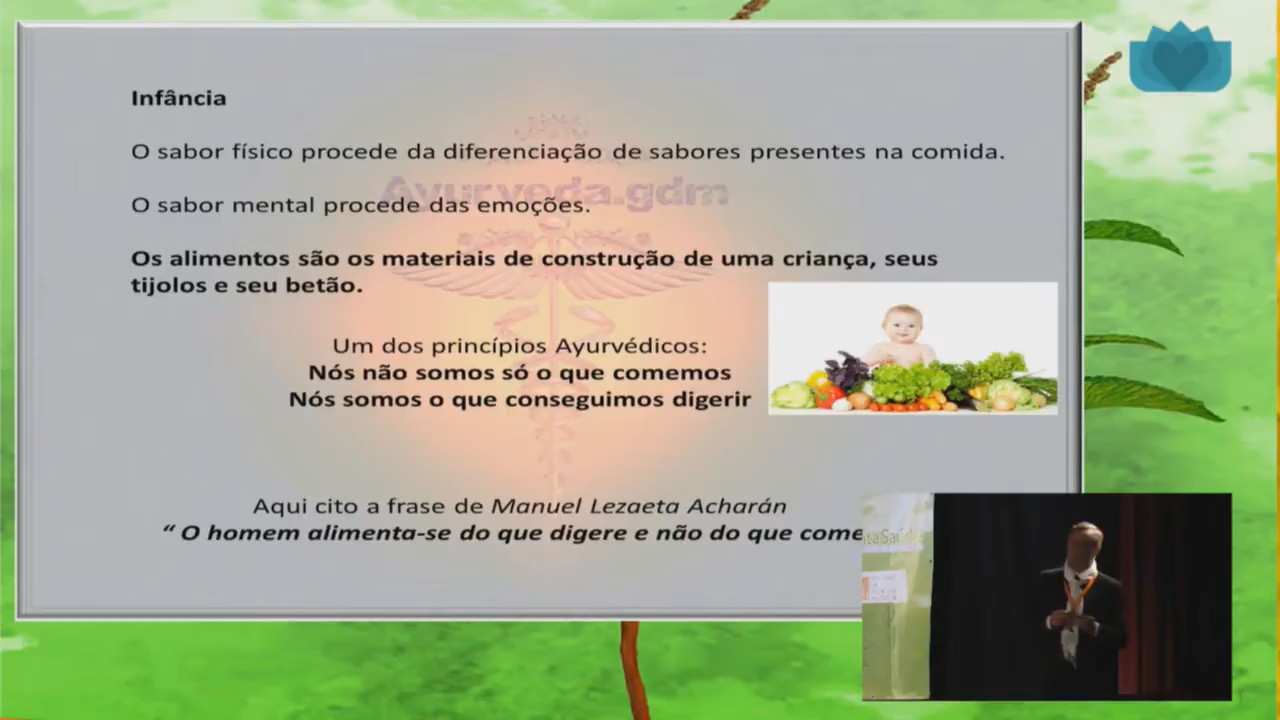 Infância
O sabor físico procede da diferenciação de sabores presentes na comida.
Ayurveda.gdm
O sabor mental procede das emoções.
Os alimentos são os materiais de construção de uma criança, seus
tijolos e seu betão.
Um dos princípios Ayurvédicos:
Nós não somos só o que comemos
Nós somos o que conseguimos digerir
Aqui cito a frase de Manuel Lezaeta Acharán
“ O homem alimenta-se do que digere e não do que come